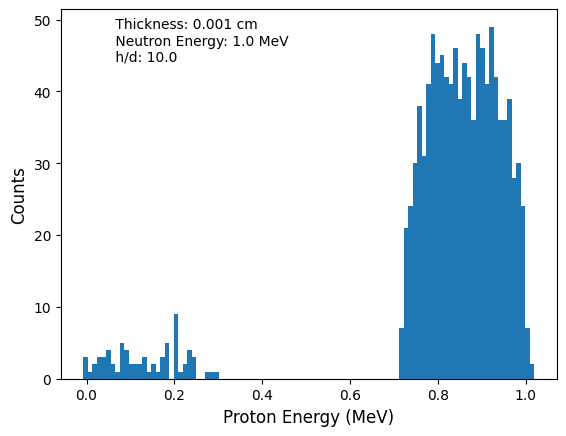 Thickness: 0.001 cm
Neutron Energy: 1.0 MeV
h/d: 10.0
50
40
30
20
10
0
Counts
0.0 0.2 0.4 0.6 0.8 1.0
Proton Energy (MeV)